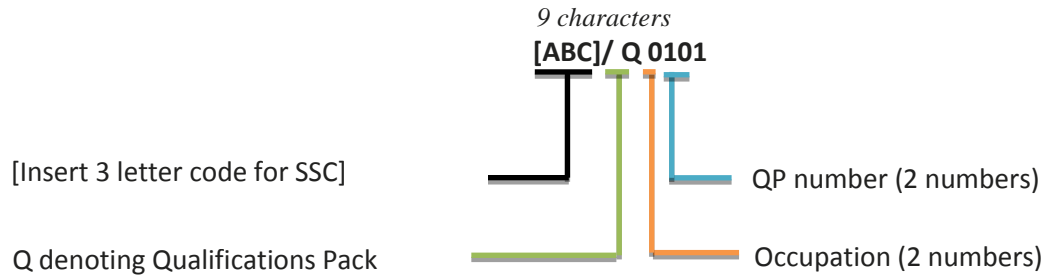 9 characters
[ABC]/ Q 0101
[Insert 3 letter code for SSC]
QP number (2 numbers)
Q denoting Qualifications Pack
Occupation (2 numbers)